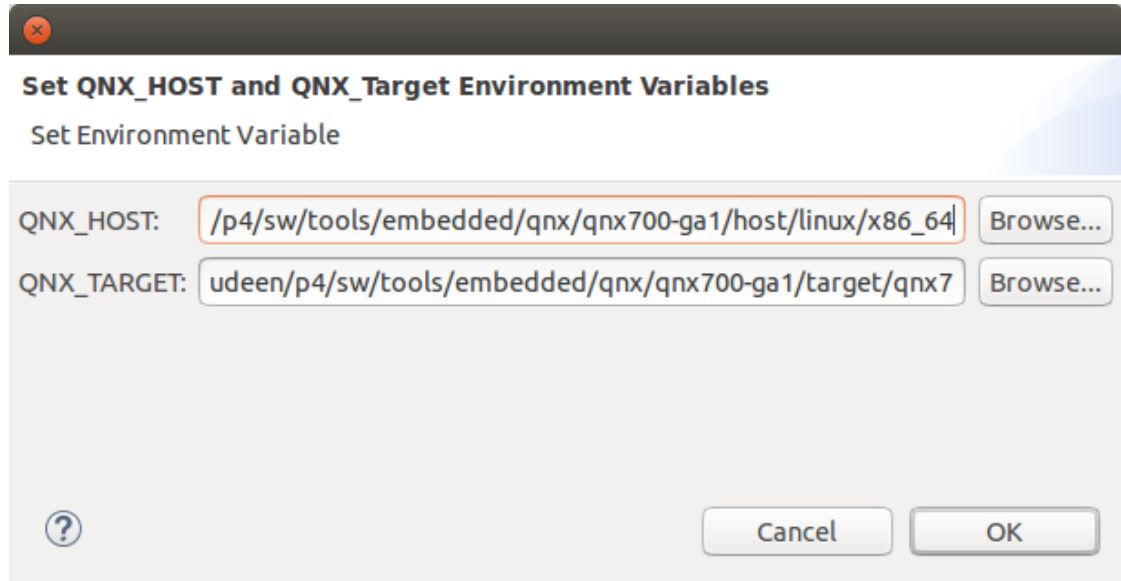 Set QNX_HOST and QNX_Target Environment Variables
Set Environment Variable
QNX_HOST: /p4/sw/tools/embedded/qnx/qnx700-ga1/host/linux/x86_64 Browse...
QNX_TARGET: udeen/p4/sw/tools/embedded/qnx/qnx700-ga1/target/qnx7 Browse...
? Cancel OK